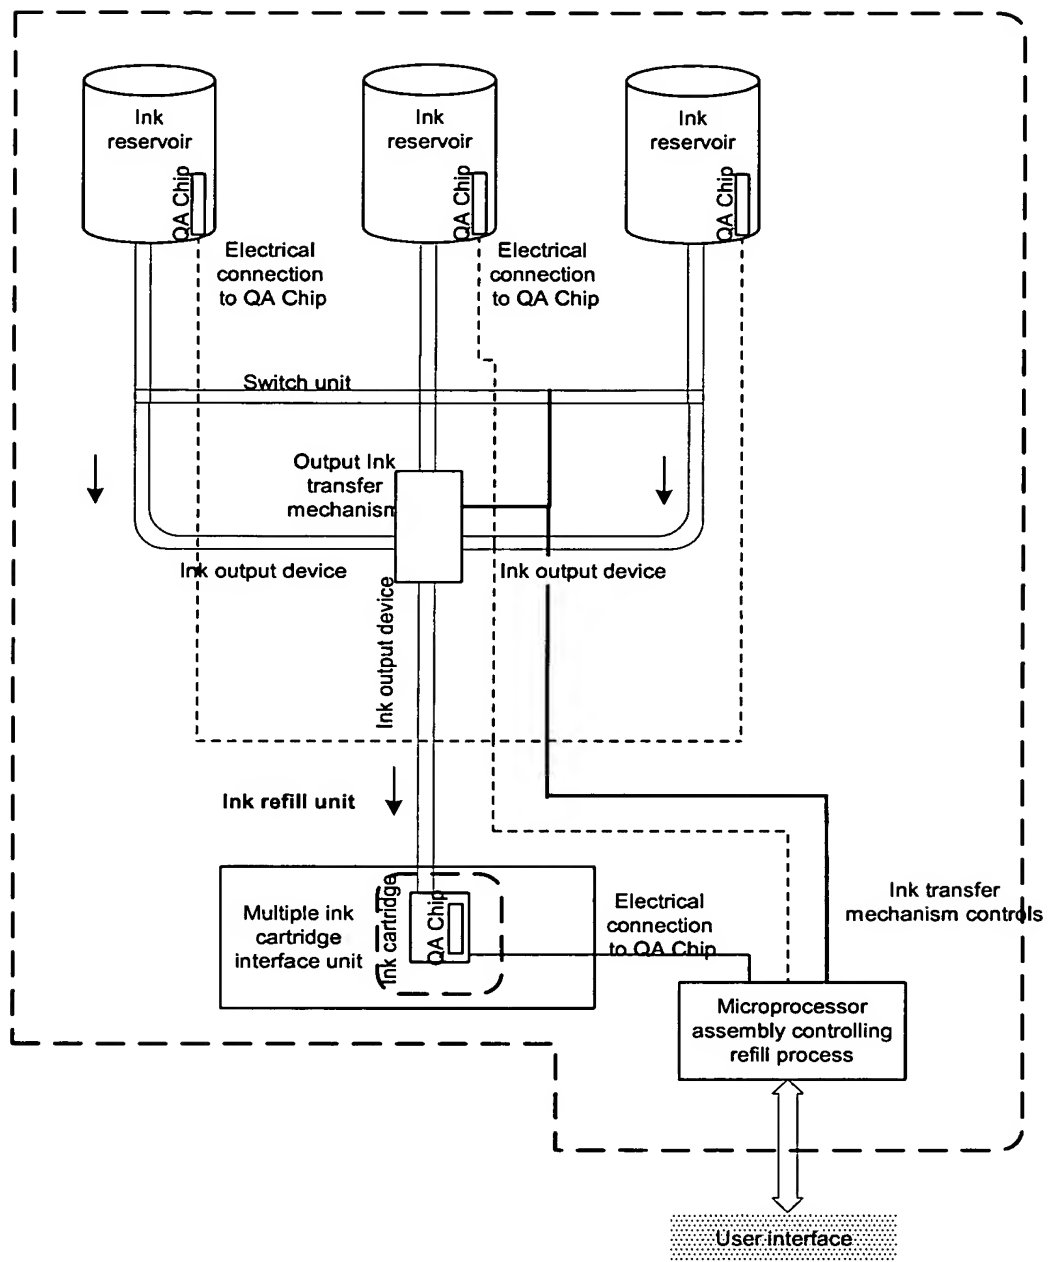 Ink
reservoir
QA Chip
Ink
reservoir
QA Chip
Ink
reservoir
QA Chip
Electrical
connection
to QA Chip
Electrical
connection
to QA Chip
Switch unit
Output Ink
transfer
mechanism
Ink output device
Ink output device
Ink output device
Ink refill unit
Multiple ink
cartridge
interface unit
Ink cartridge
QA Chip
Electrical
connection
to QA Chip
Ink transfer
mechanism controls
Microprocessor
assembly controlling
refill process
User interface